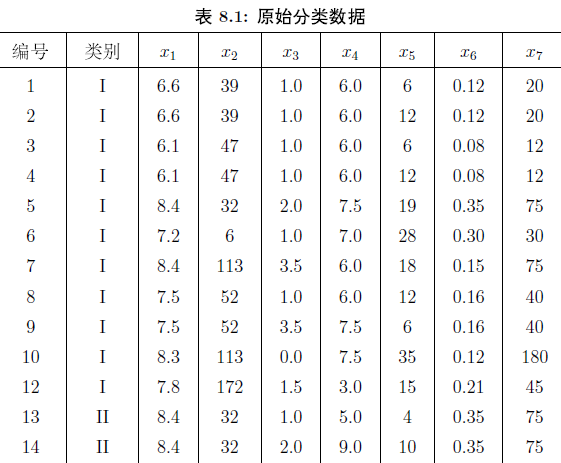 表 8.1: 原始分类数据
编号 类别 x₁ x₂ x₃ x₄ x₅ x₆ x₇
1 I 6.6 39 1.0 6.0 6 0.12 20
2 I 6.6 39 1.0 6.0 12 0.12 20
3 I 6.1 47 1.0 6.0 6 0.08 12
4 I 6.1 47 1.0 6.0 12 0.08 12
5 I 8.4 32 2.0 7.5 19 0.35 75
6 I 7.2 6 1.0 7.0 28 0.30 30
7 I 8.4 113 3.5 6.0 18 0.15 75
8 I 7.5 52 1.0 6.0 12 0.16 40
9 I 7.5 52 3.5 7.5 6 0.16 40
10 I 8.3 113 0.0 7.5 35 0.12 180
12 I 7.8 172 1.5 3.0 15 0.21 45
13 II 8.4 32 1.0 5.0 4 0.35 75
14 II 8.4 32 2.0 9.0 10 0.35 75